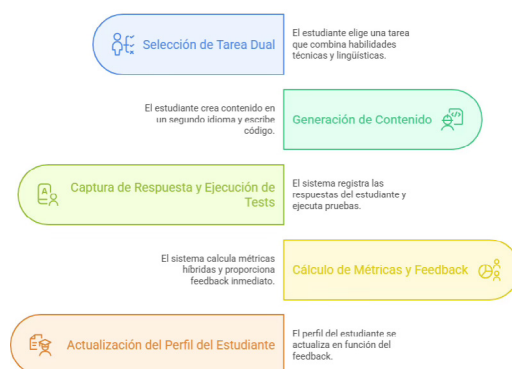 Selección de Tarea Dual
El estudiante elige una tarea
que combina habilidades
técnicas y lingüísticas.
El estudiante crea contenido en
un segundo idioma y escribe
código.
Generación de Contenido
Captura de Respuesta y Ejecución de
Tests
El sistema registra las
respuestas del estudiante y
ejecuta pruebas.
El sistema calcula métricas
híbridas y proporciona
feedback inmediato.
Cálculo de Métricas y Feedback
Actualización del Perfil del Estudiante
El perfil del estudiante se
actualiza en función del
feedback.